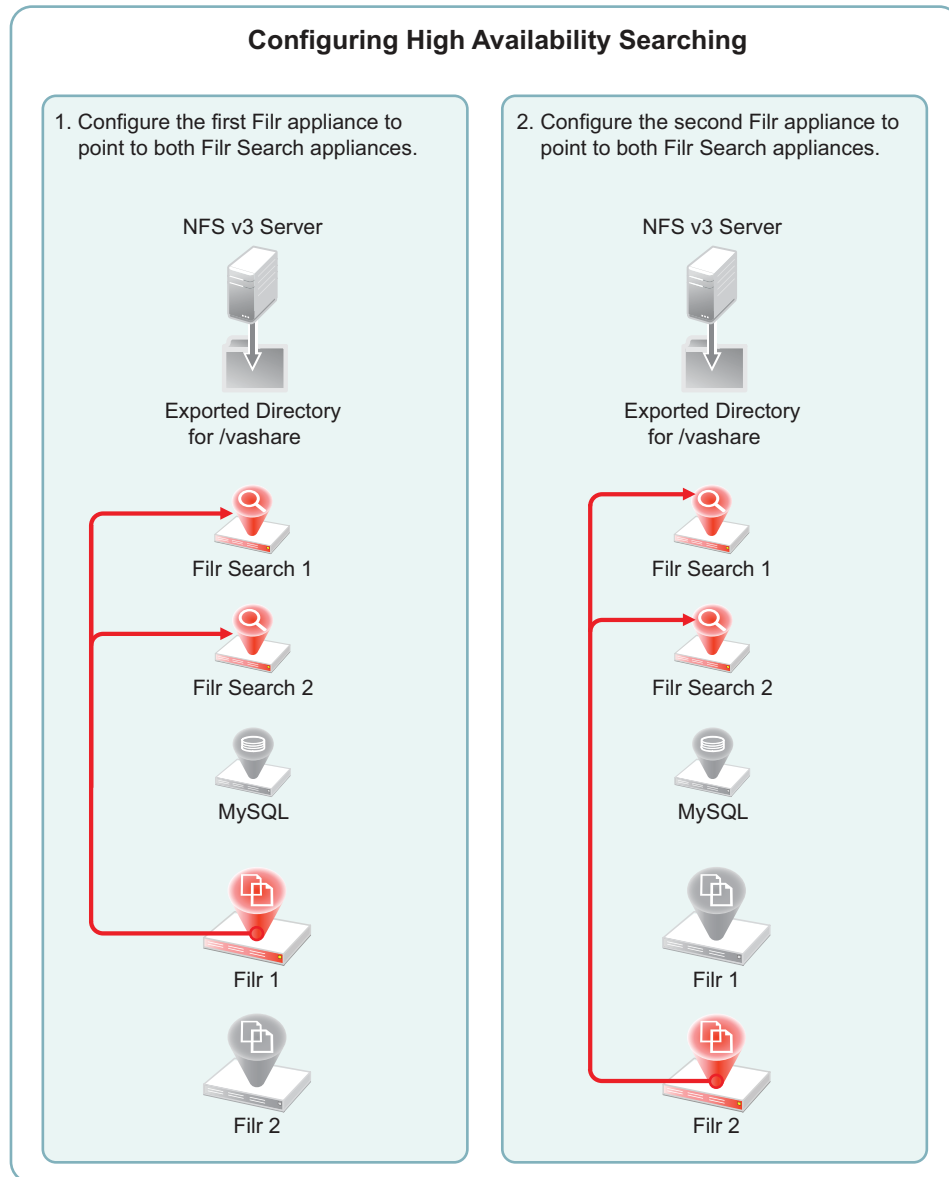 Configuring High Availability Searching
1. Configure the first Filr appliance to
point to both Filr Search appliances.
NFS v3 Server
Exported Directory
for /vashare
Filr Search 1
Filr Search 2
MySQL
Filr 1
Filr 2
2. Configure the second Filr appliance to
point to both Filr Search appliances.
NFS v3 Server
Exported Directory
for /vashare
Filr Search 1
Filr Search 2
MySQL
Filr 1
Filr 2